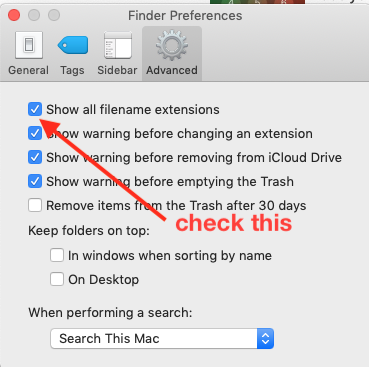 Finder Preferences
General Tags Sidebar Advanced
Show all filename extensions
Show warning before changing an extension
Show warning before removing from iCloud Drive
Show warning before emptying the Trash
Remove items from the Trash after 30 days
check this
Keep folders on top:
In windows when sorting by name
On Desktop
When performing a search:
Search This Mac